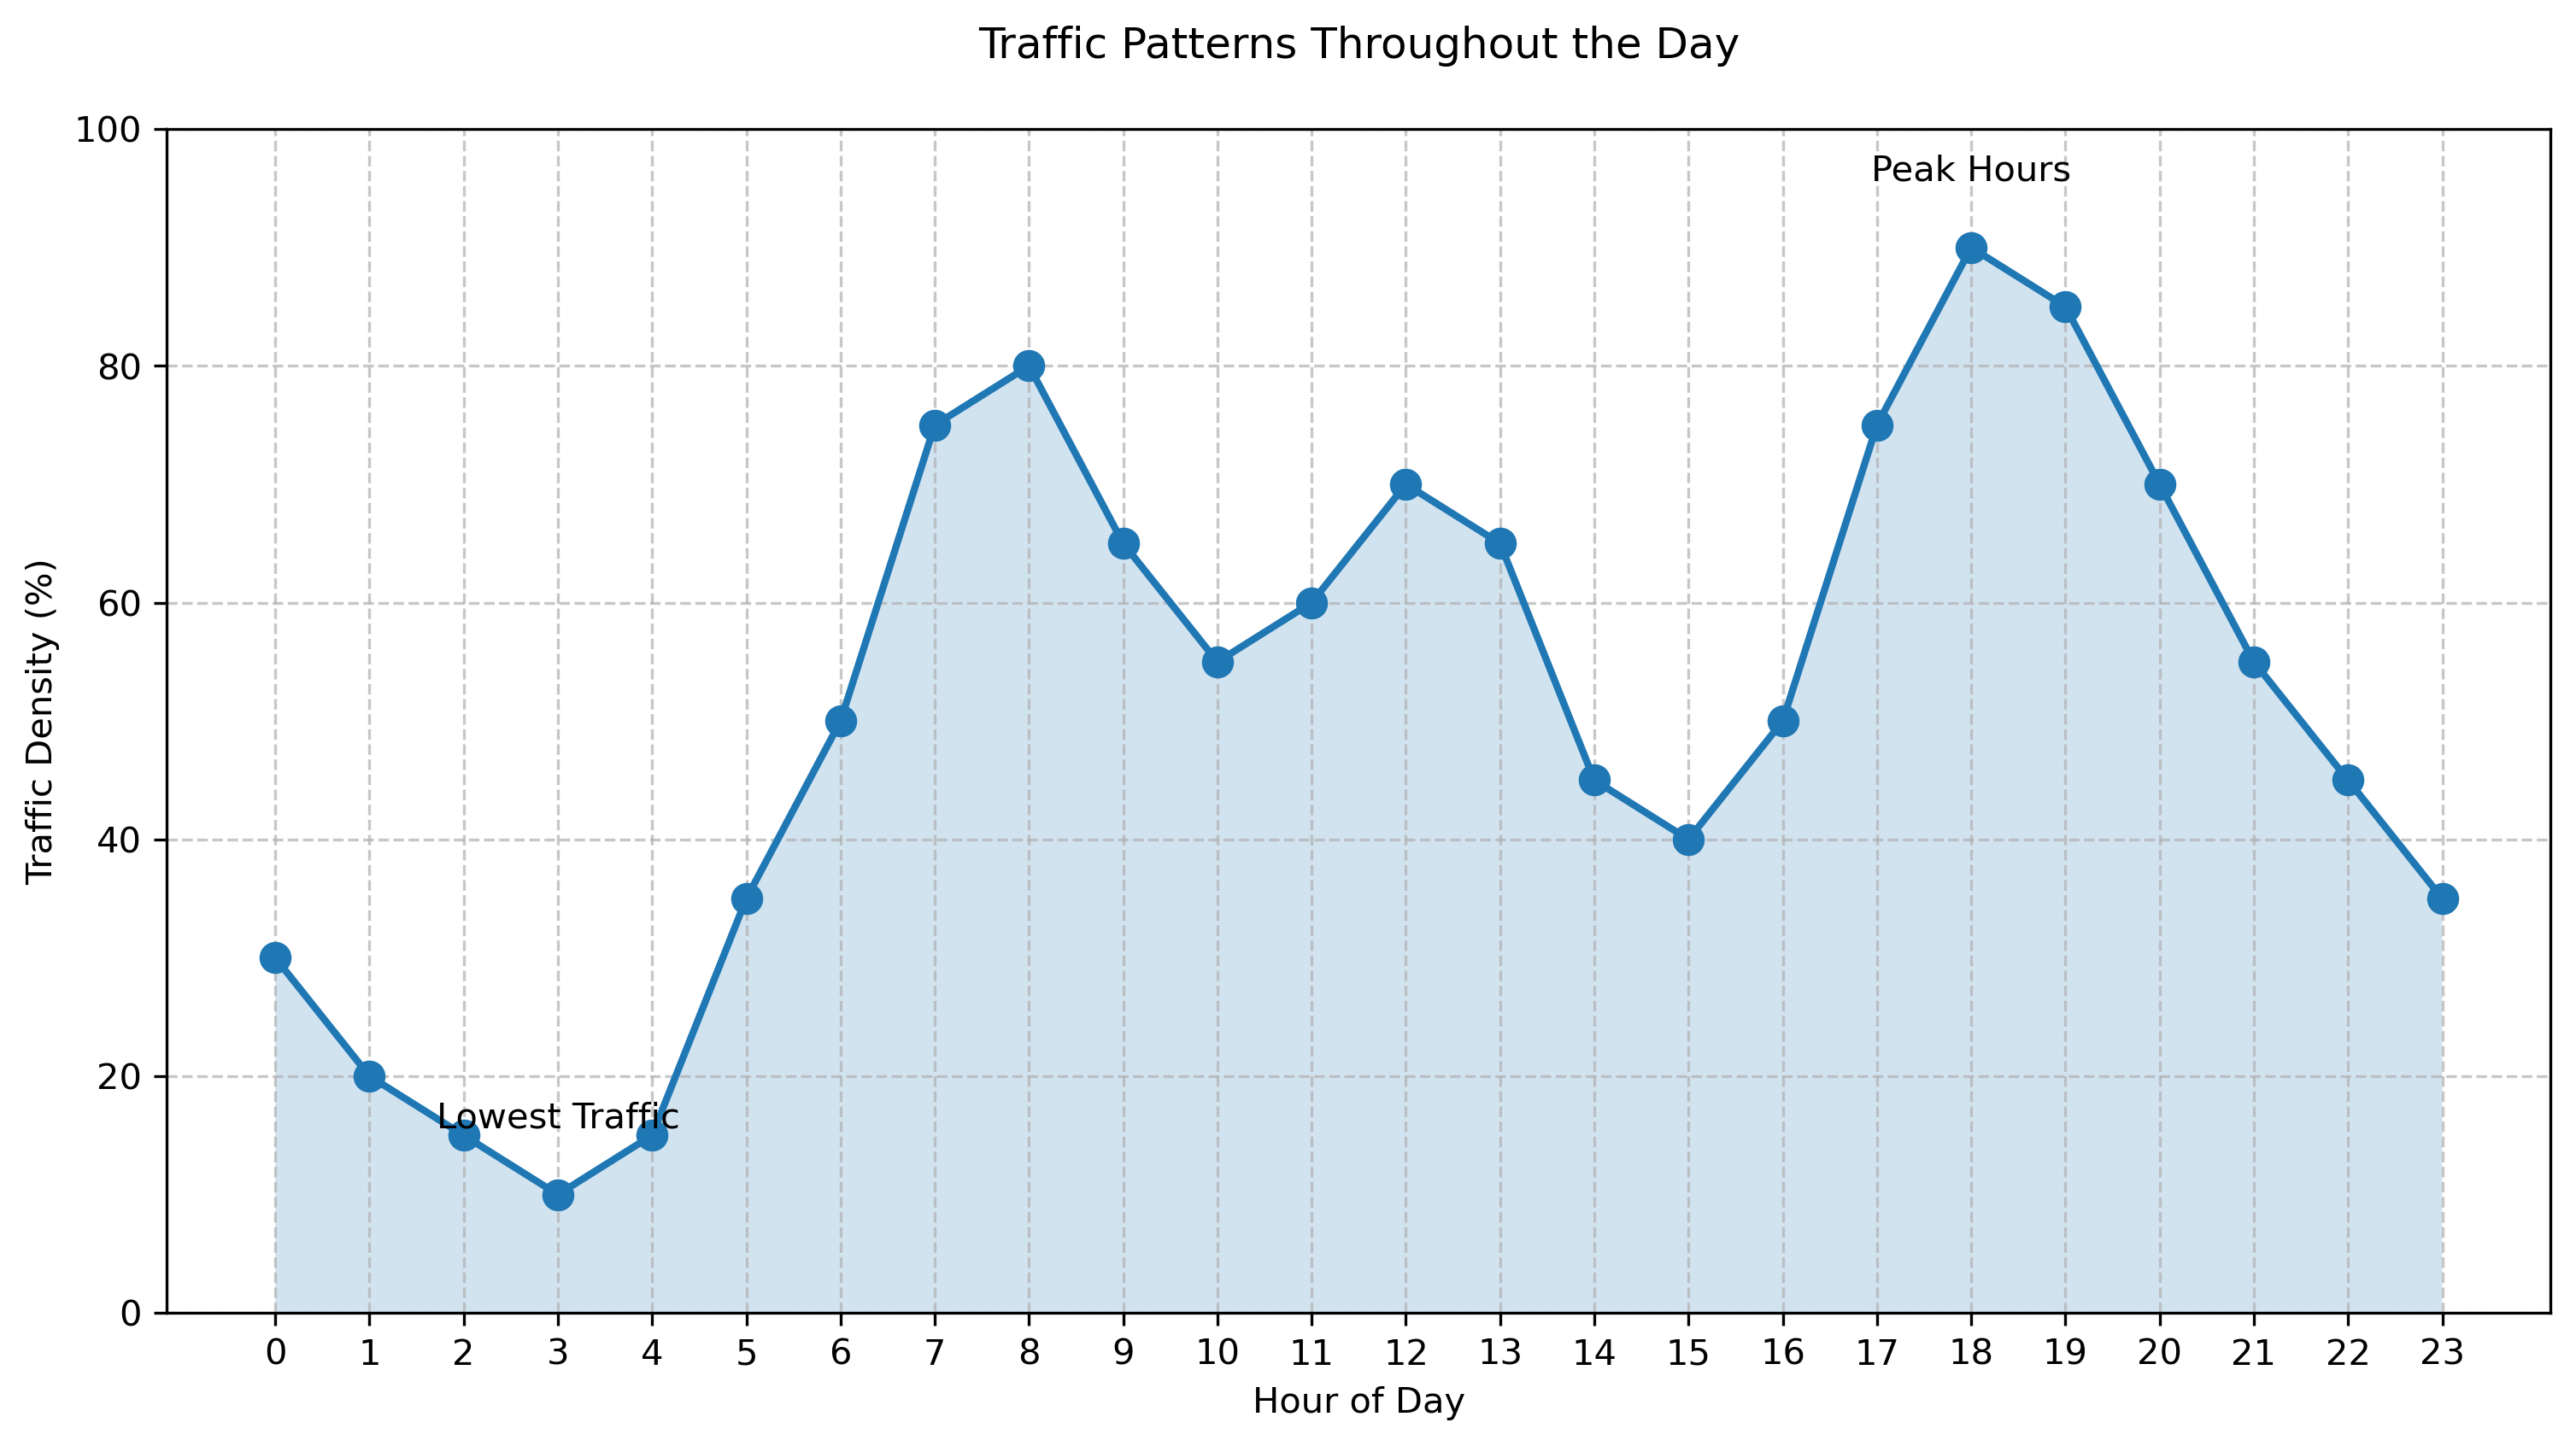 Traffic Patterns Throughout the Day
100
Peak Hours
80
60
Traffic Density (%)
40
20
Lowest Traffic
0
0 1 2 3 4 5 6 7 8 9 10 11 12 13 14 15 16 17 18 19 20 21 22 23
Hour of Day